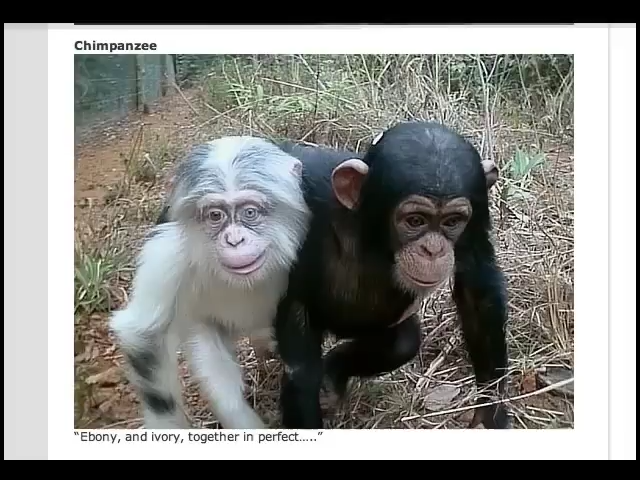 Chimpanzee
“Ebony, and ivory, together in perfect…..”